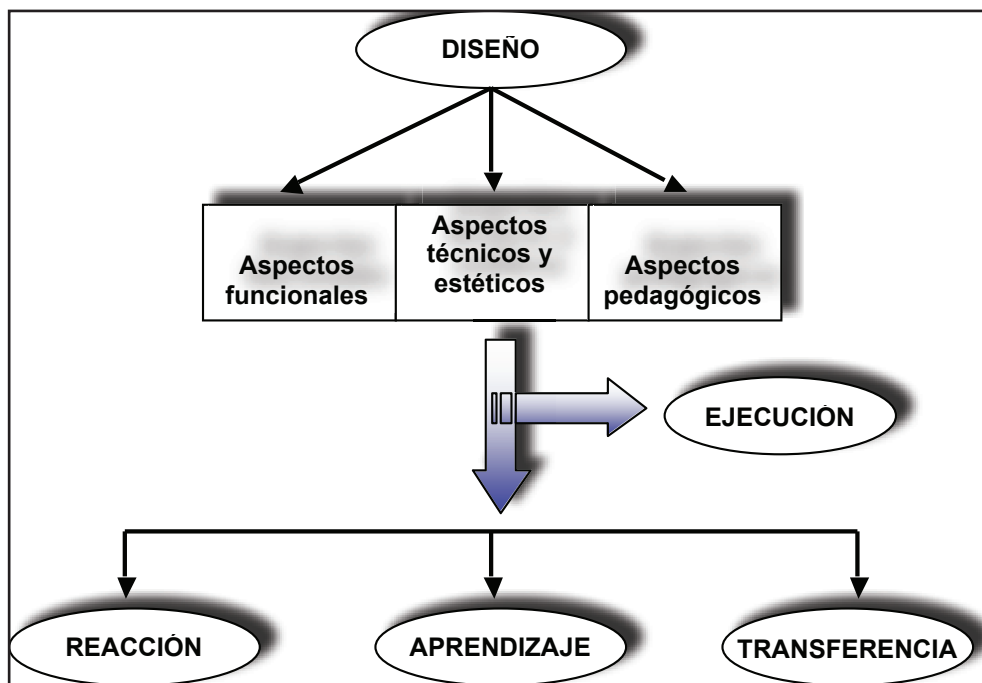 DISEÑO
Aspectos
funcionales
Aspectos
técnicos y
estéticos
Aspectos
pedagógicos
EJECUCIÓN
REACCIÓN
APRENDIZAJE
TRANSFERENCIA